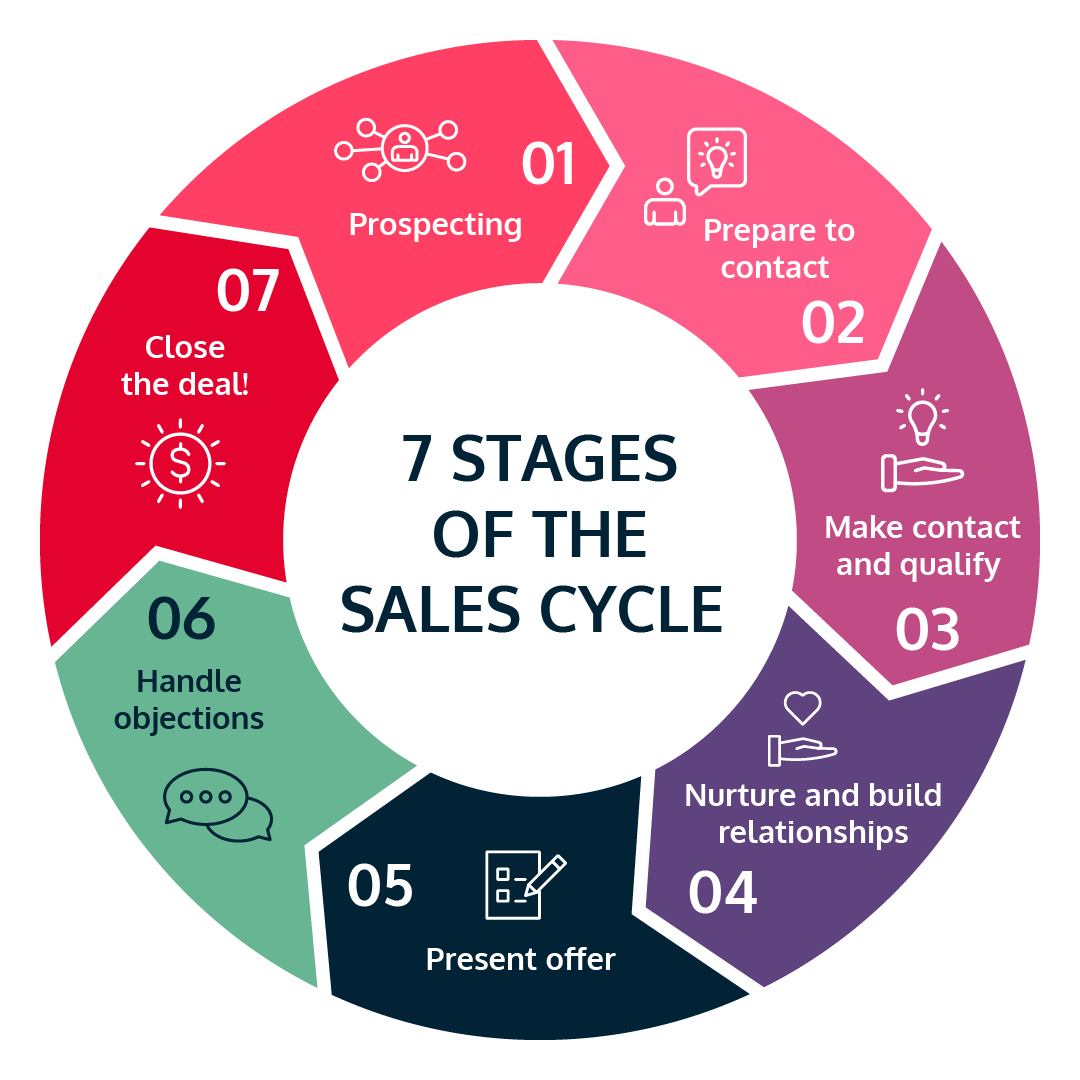 7 STAGES
OF THE
SALES CYCLE
01
Prospecting
Prepare to
contact
02
Make contact
and qualify
03
Nurture and build
relationships
04
05
Present offer
06
Handle
objections
07
Close
the deal!
$